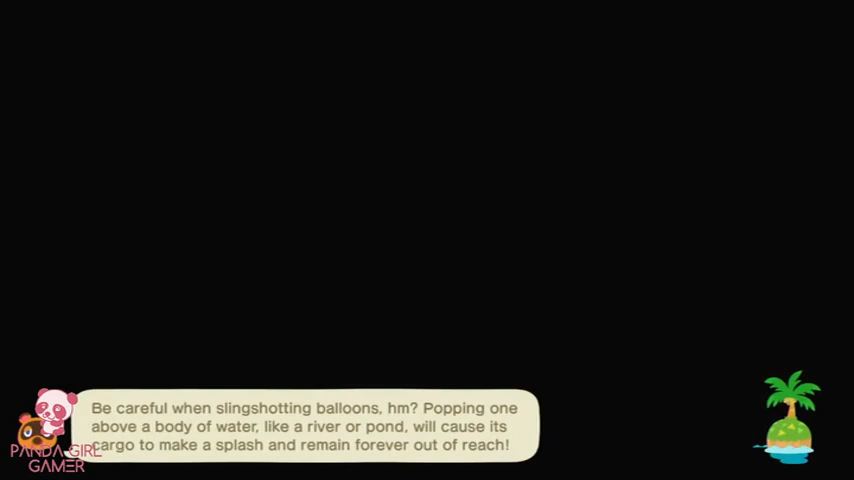 Be careful when slingshotting balloons, hm? Popping one
above a body of water, like a river or pond, will cause its
cargo to make a splash and remain forever out of reach!
PANDA GIRL
GAMER